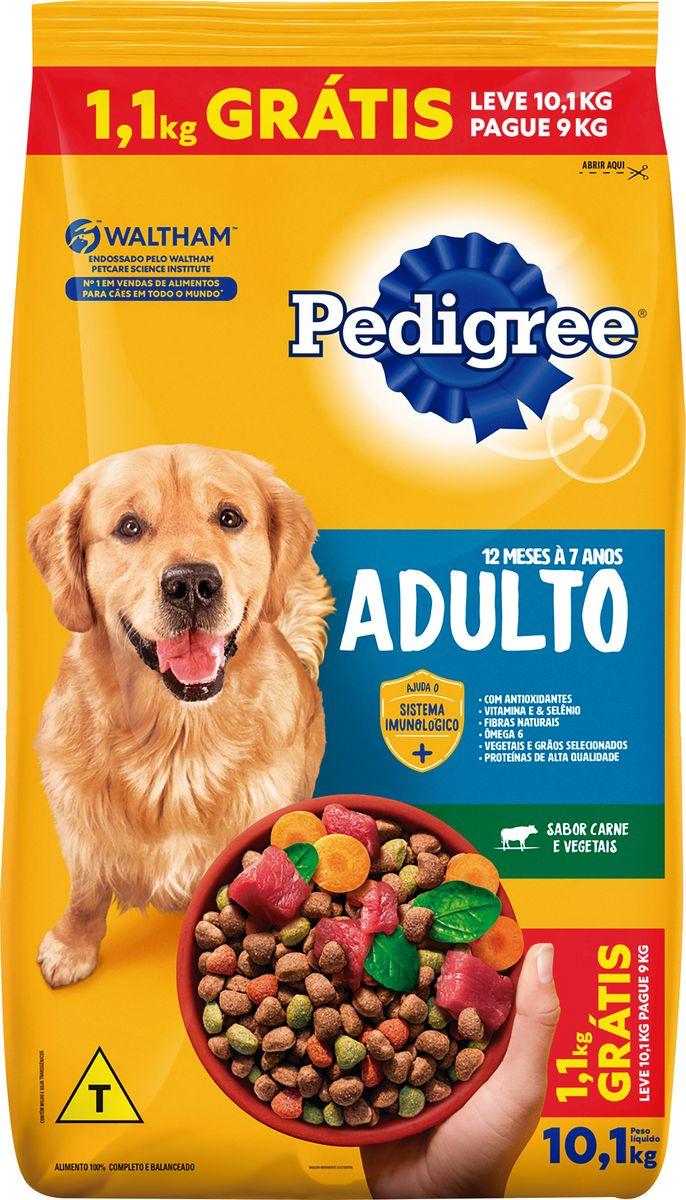 1,1kg GRÁTIS LEVE 10,1KG
PAGUE 9 KG
ABRIR AQUI
WALTHAM™
ENDOSSADO PELO WALTHAM
PETCARE SCIENCE INSTITUTE
Nº 1 EM VENDAS DE ALIMENTOS
PARA CÃES EM TODO O MUNDO*
Pedigree®
12 MESES À 7 ANOS
ADULTO
AJUDA O
SISTEMA
IMUNOLÓGICO
+
• COM ANTIOXIDANTES
• VITAMINA E & SELÊNIO
• FIBRAS NATURAIS
• ÔMEGA 6
• VEGETAIS E GRÃOS SELECIONADOS
• PROTEÍNAS DE ALTA QUALIDADE
SABOR CARNE
E VEGETAIS
1,1kg
GRÁTIS
LEVE 10,1KG PAGUE 9KG
T
Peso
líquido
10,1kg
ALIMENTO 100% COMPLETO E BALANCEADO